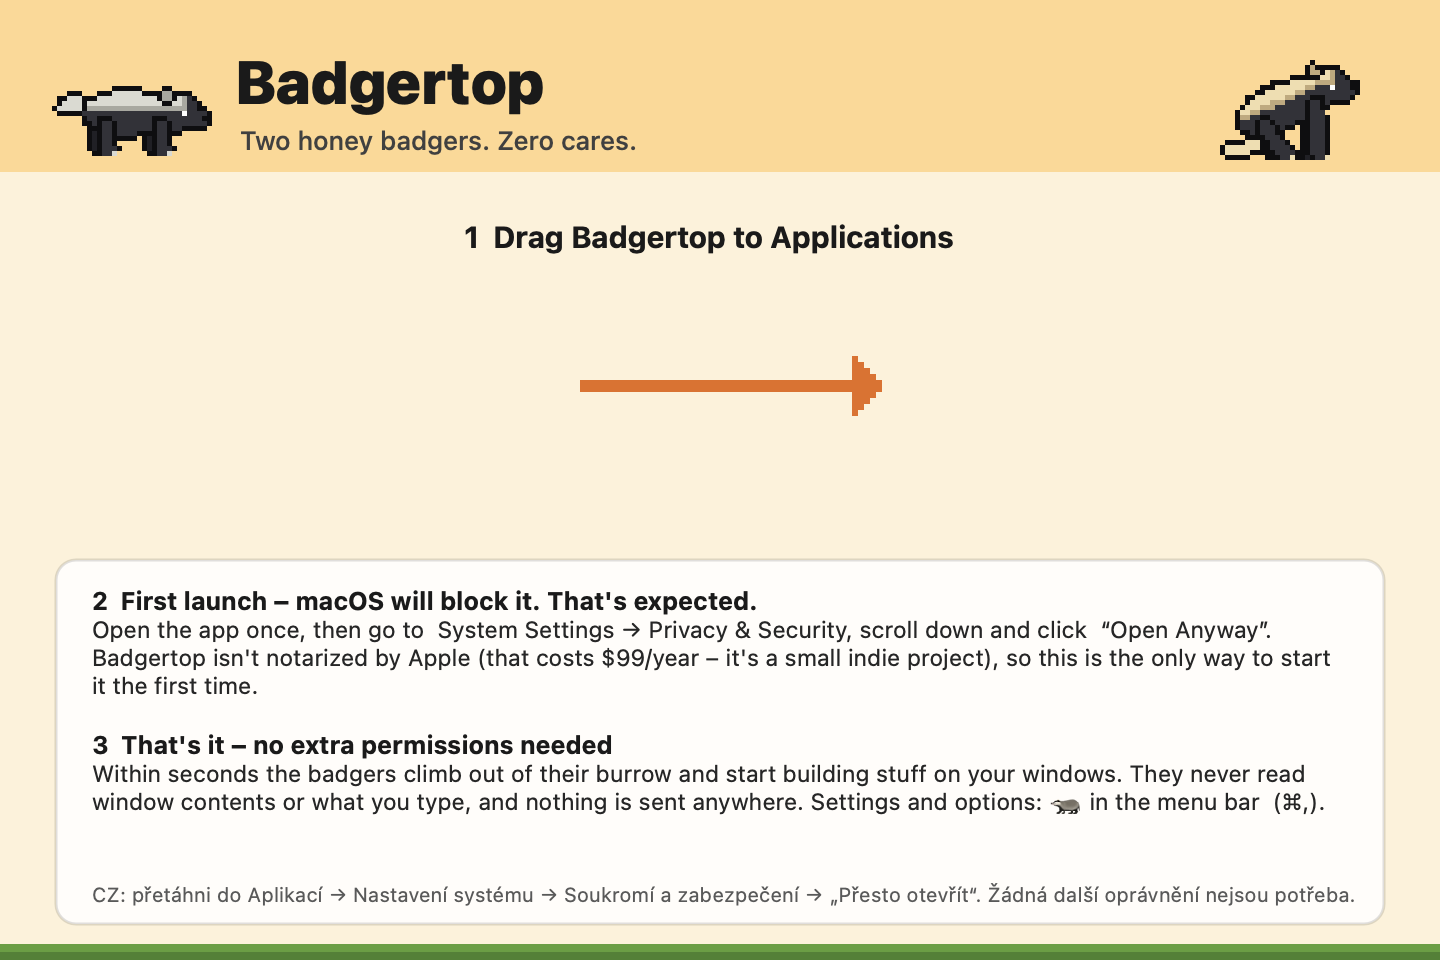 Badgertop
Two honey badgers. Zero cares.
1 Drag Badgertop to Applications
2 First launch – macOS will block it. That's expected.
Open the app once, then go to System Settings → Privacy & Security, scroll down and click “Open Anyway”.
Badgertop isn't notarized by Apple (that costs $99/year – it's a small indie project), so this is the only way to start
it the first time.
3 That's it – no extra permissions needed
Within seconds the badgers climb out of their burrow and start building stuff on your windows. They never read
window contents or what you type, and nothing is sent anywhere. Settings and options: 🦡 in the menu bar (⌘,).
CZ: přetáhni do Aplikací → Nastavení systému → Soukromí a zabezpečení → „Přesto otevřít“. Žádná další oprávnění nejsou potřeba.